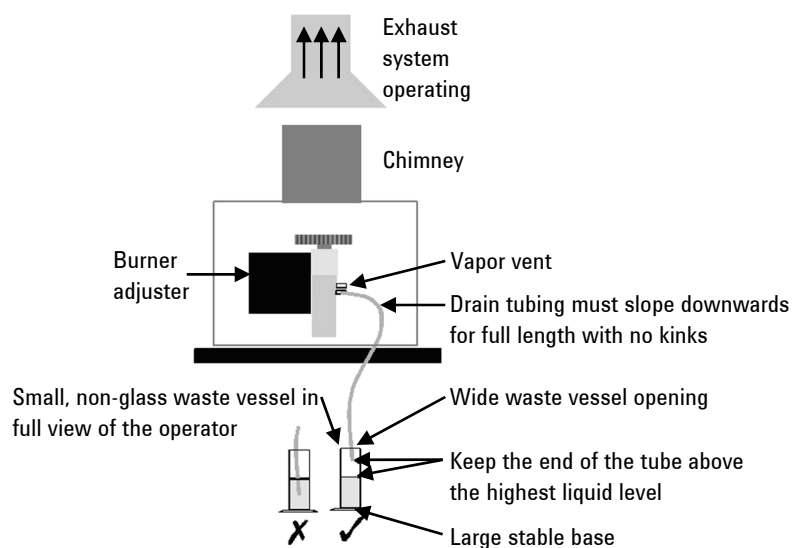 Exhaust
system
operating
Chimney
Burner
adjuster
Vapor vent
Drain tubing must slope downwards
for full length with no kinks
Small, non-glass waste vessel in
full view of the operator
Wide waste vessel opening
Keep the end of the tube above
the highest liquid level
✗ ✓
Large stable base